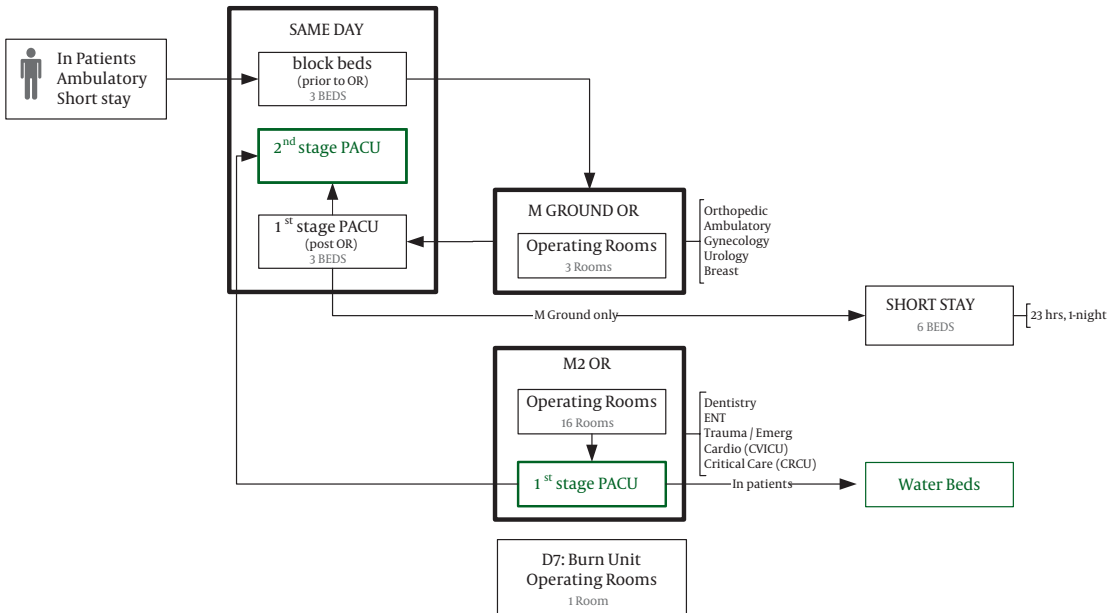 In Patients
Ambulatory
Short stay
SAME DAY
block beds
(prior to OR)
3 BEDS
2nd stage PACU
1st stage PACU
(post OR)
3 BEDS
M GROUND OR
Operating Rooms
3 Rooms
Orthopedic
Ambulatory
Gynecology
Urology
Breast
M Ground only
SHORT STAY
6 BEDS
23 hrs, 1-night
M2 OR
Operating Rooms
16 Rooms
1st stage PACU
Dentistry
ENT
Trauma / Emerg
Cardio (CVICU)
Critical Care (CRCU)
In patients
Water Beds
D7: Burn Unit
Operating Rooms
1 Room